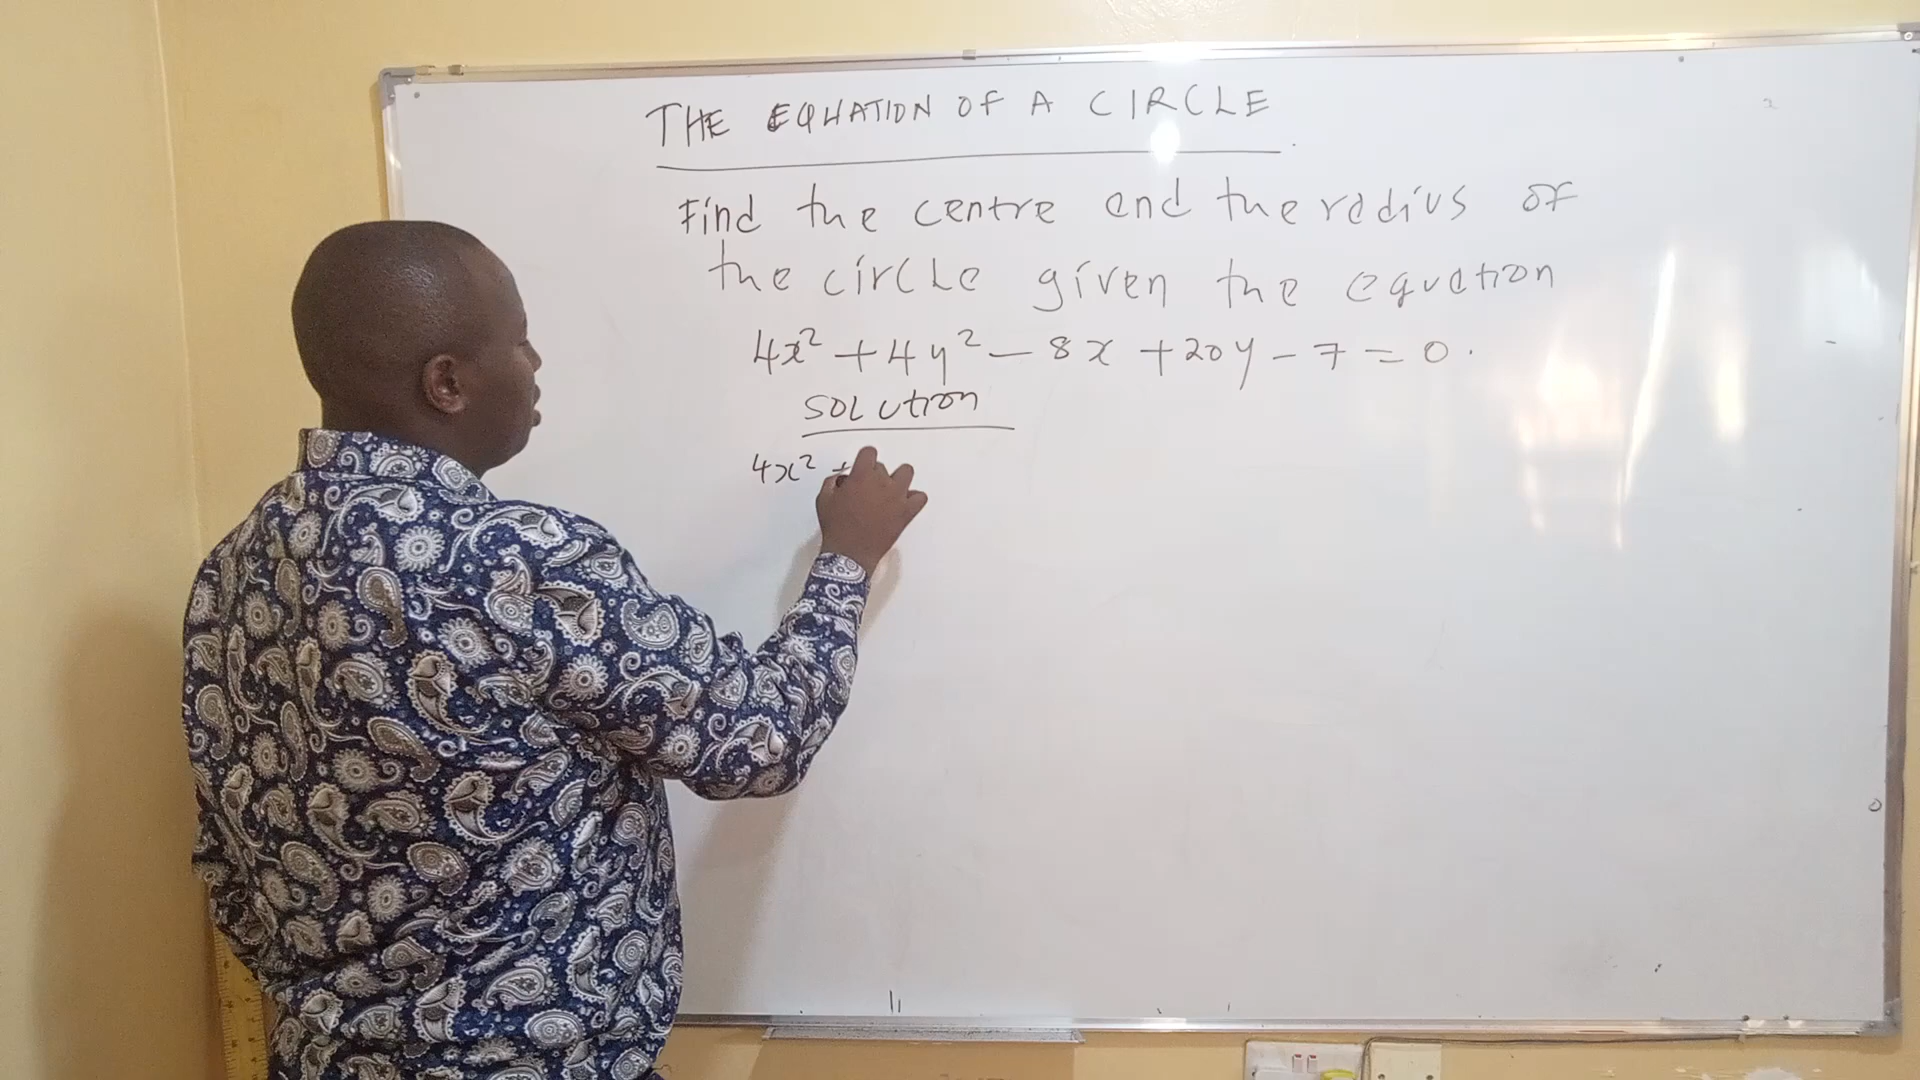 THE EQUATION OF A CIRCLE.
Find the centre and the radius of
the circle given the equation
4x² + 4y² - 8x + 20y - 7 = 0.
Solution
4x² +